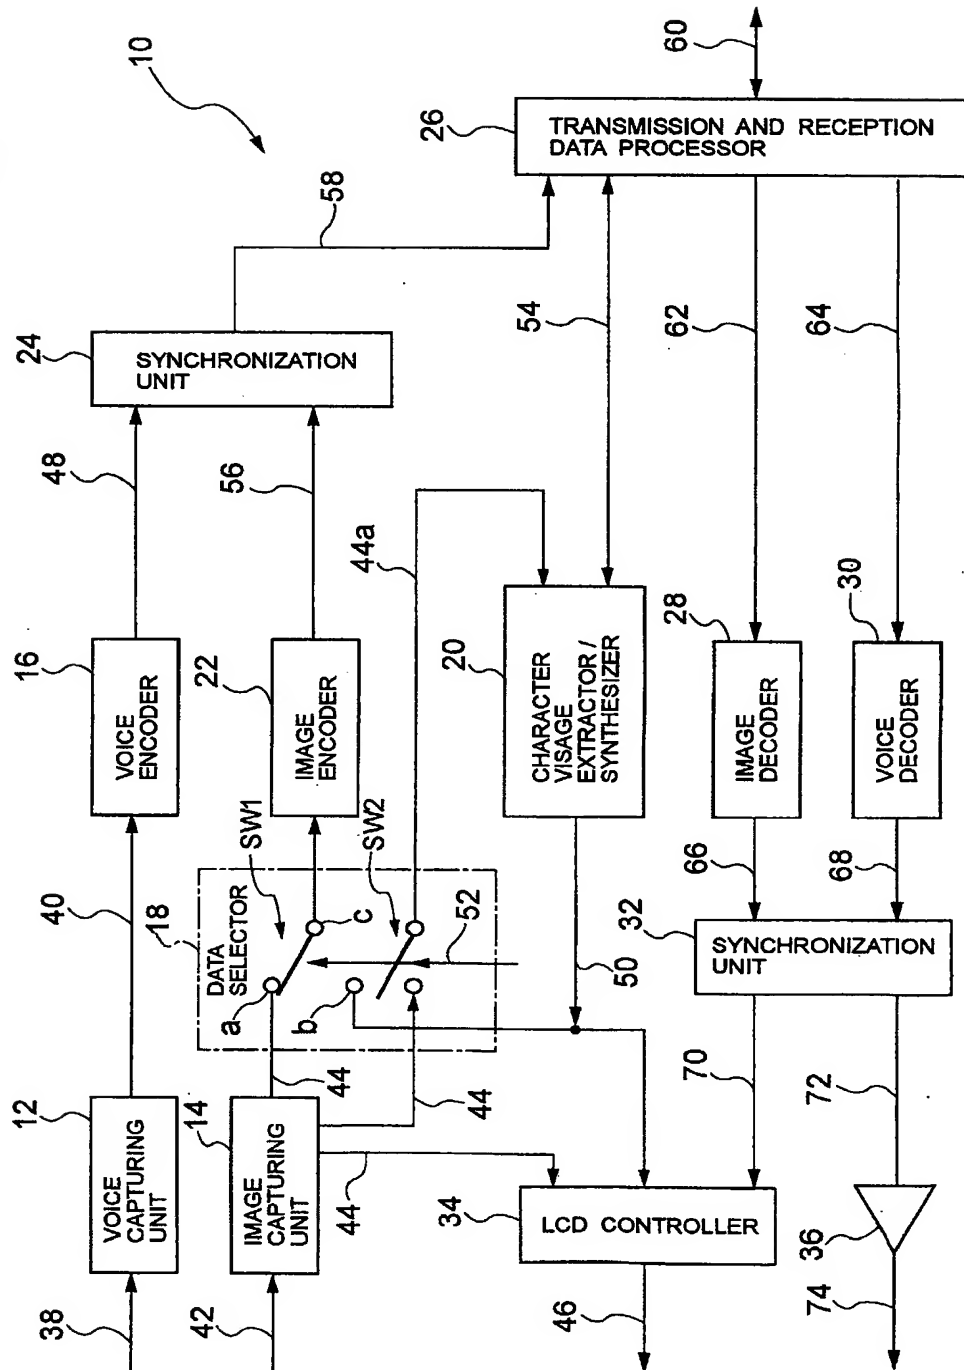 10
60
26
TRANSMISSION AND RECEPTION
DATA PROCESSOR
58
24
SYNCHRONIZATION
UNIT
54
62
64
48
56
44a
16
VOICE
ENCODER
22
IMAGE
ENCODER
20
CHARACTER
VISAGE
EXTRACTOR /
SYNTHESIZER
28
IMAGE
DECODER
30
VOICE
DECODER
SW1
SW2
40
18
DATA
SELECTOR
a
b
c
52
50
66
68
32
SYNCHRONIZATION
UNIT
12
VOICE
CAPTURING
UNIT
14
IMAGE
CAPTURING
UNIT
44
44
44
70
72
34
LCD CONTROLLER
36
38
42
46
74